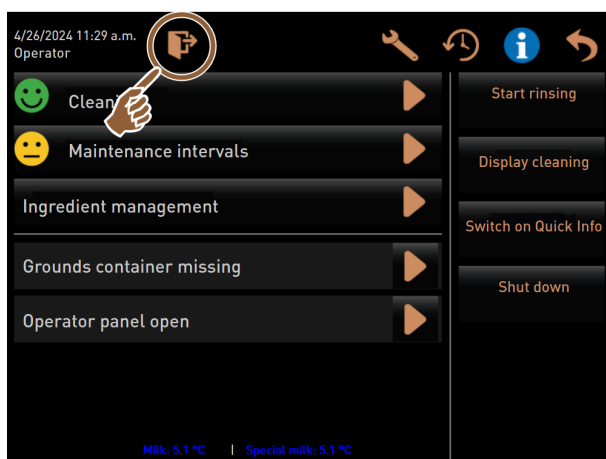 4/26/2024 11:29 a.m.
Operator
Start rinsing
Maintenance intervals
Display cleaning
Ingredient management
Switch on Quick Info
Grounds container missing
Shut down
Operator panel open
Milk: 5.1 °C | Special milk: 5.1 °C